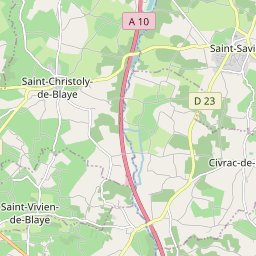 A 10
Saint-Savi
Saint-Christoly-
de-Blaye
D 23
Civrac-de-
Saint-Vivien-
de-Blaye